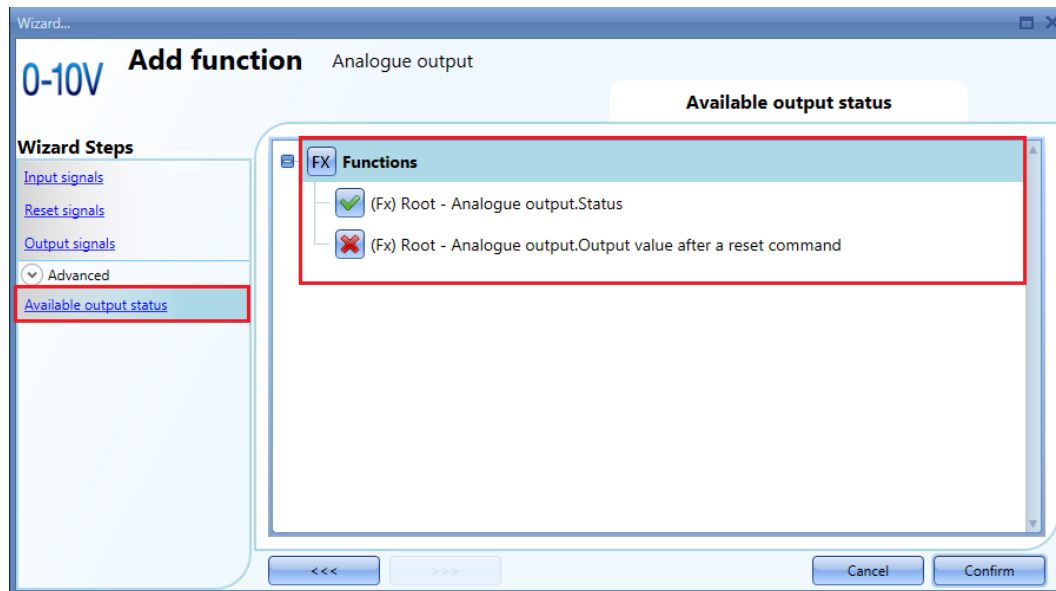 Wizard...
0-10V
Add function Analogue output
Available output status
Wizard Steps
Input signals
Reset signals
Output signals
Advanced
Available output status
FX Functions
(Fx) Root - Analogue output.Status
(Fx) Root - Analogue output.Output value after a reset command
<<<
>>>
Cancel
Confirm